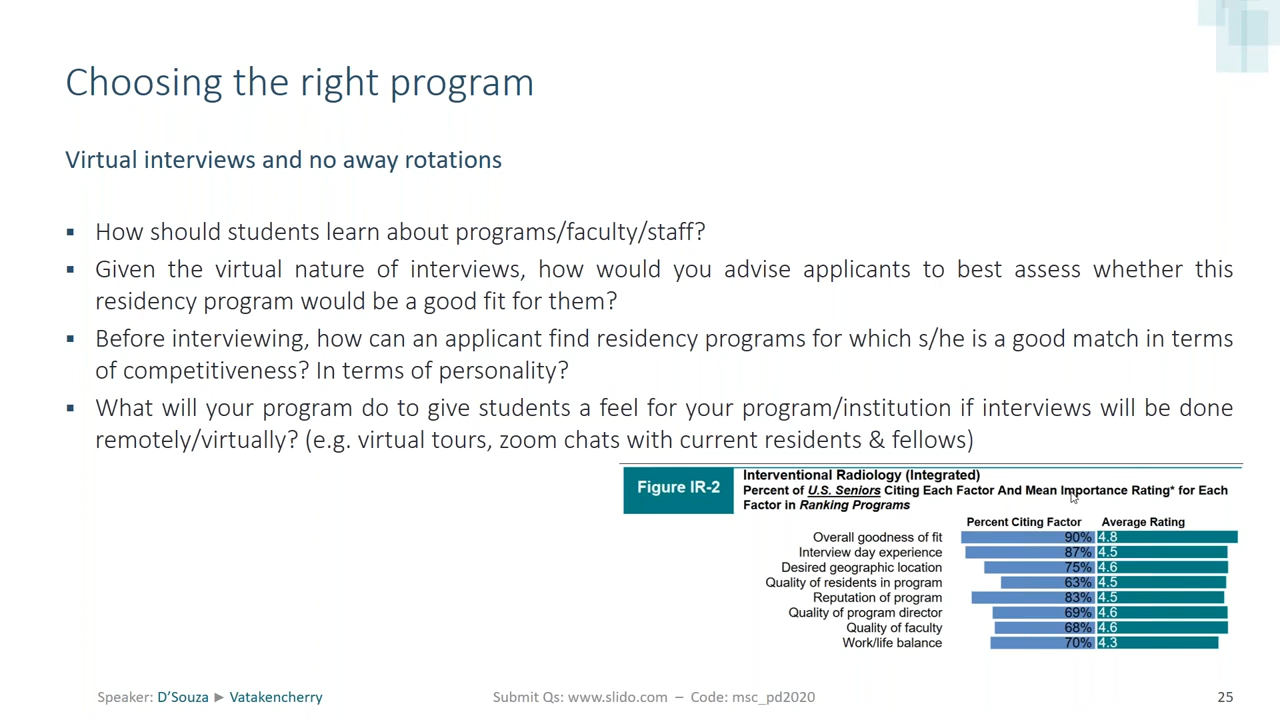 Choosing the right program
Virtual interviews and no away rotations
▪ How should students learn about programs/faculty/staff?
▪ Given the virtual nature of interviews, how would you advise applicants to best assess whether this
residency program would be a good fit for them?
▪ Before interviewing, how can an applicant find residency programs for which s/he is a good match in terms
of competitiveness? In terms of personality?
▪ What will your program do to give students a feel for your program/institution if interviews will be done
remotely/virtually? (e.g. virtual tours, zoom chats with current residents & fellows)
Figure IR-2
Interventional Radiology (Integrated)
Percent of U.S. Seniors Citing Each Factor And Mean Importance Rating* for Each
Factor in Ranking Programs
Percent Citing Factor Average Rating
Overall goodness of fit 90% 4.8
Interview day experience 87% 4.5
Desired geographic location 75% 4.6
Quality of residents in program 63% 4.5
Reputation of program 83% 4.5
Quality of program director 69% 4.6
Quality of faculty 68% 4.6
Work/life balance 70% 4.3
Speaker: D'Souza ► Vatakencherry
Submit Qs: www.slido.com – Code: msc_pd2020
25